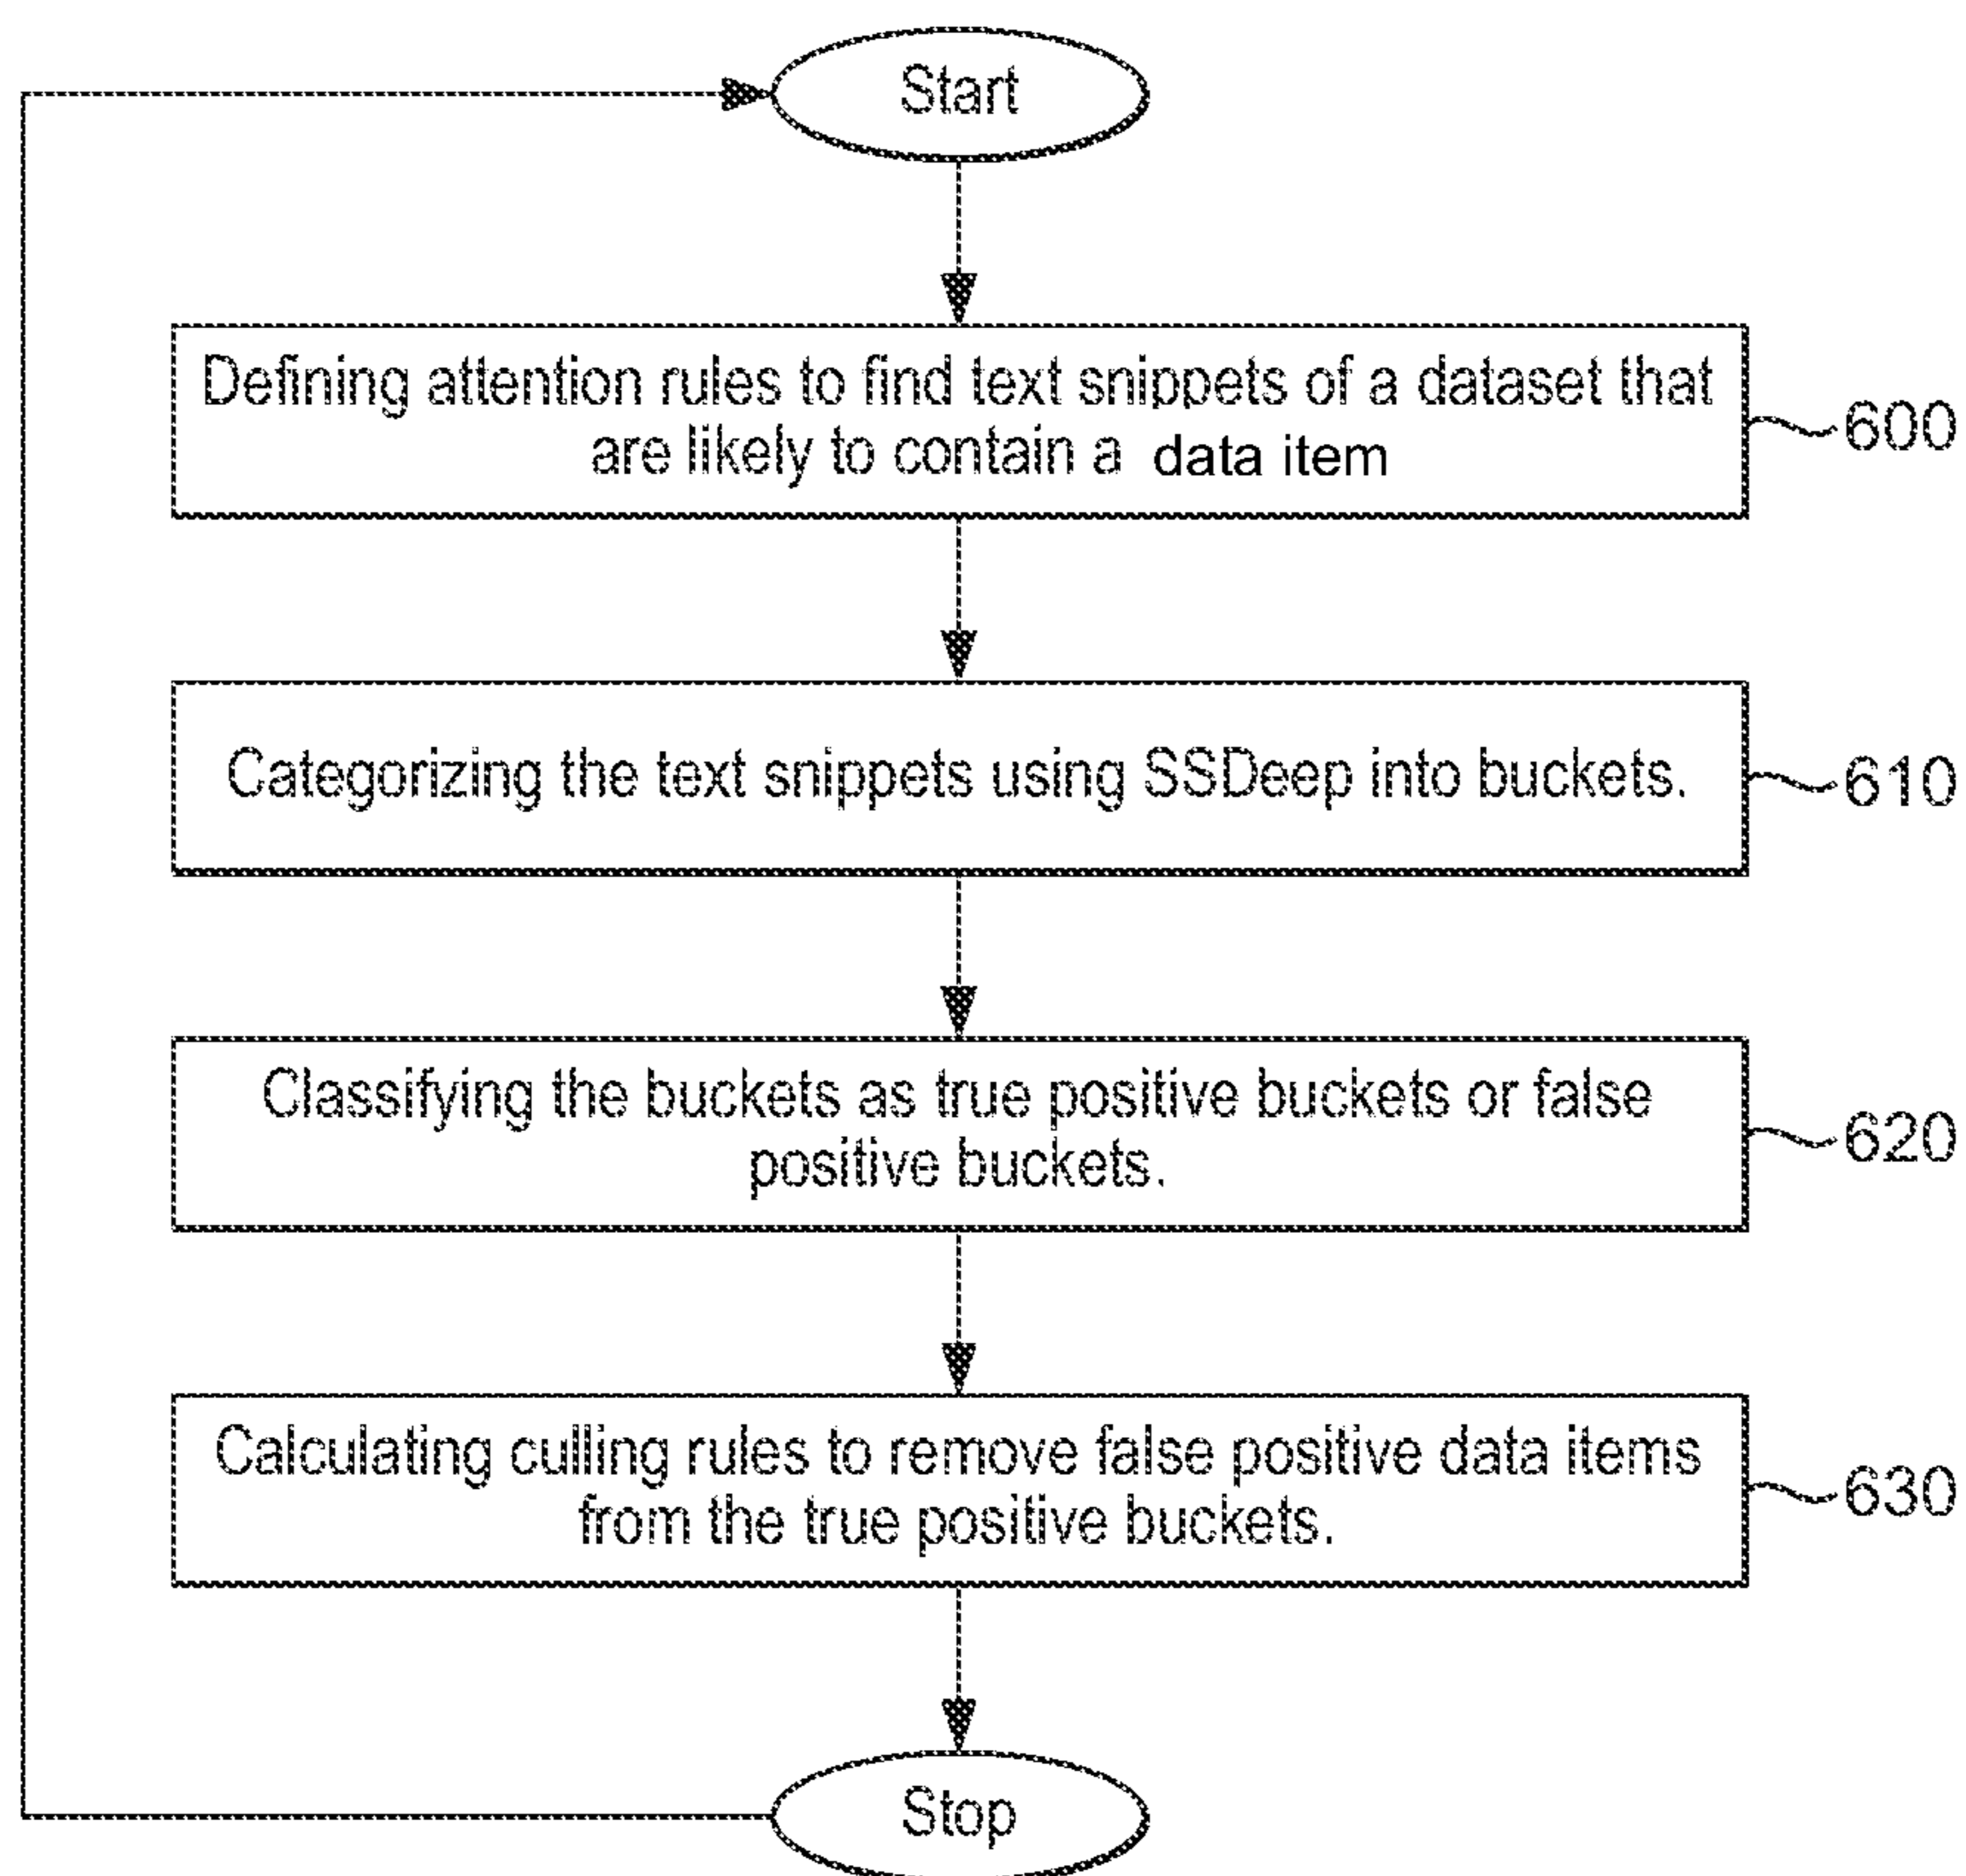 Start
Defining attention rules to find text snippets of a dataset that
are likely to contain a data item
600
Categorizing the text snippets using SSDeep into buckets.
610
Classifying the buckets as true positive buckets or false
positive buckets.
620
Calculating culling rules to remove false positive data items
from the true positive buckets.
630
Stop